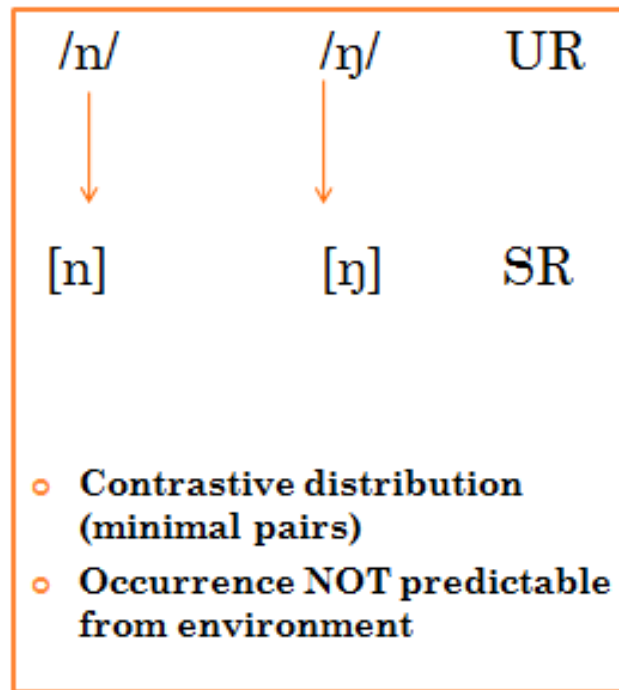 /n/ /ŋ/ UR
[n] [ŋ] SR
Contrastive distribution
(minimal pairs)
Occurrence NOT predictable
from environment